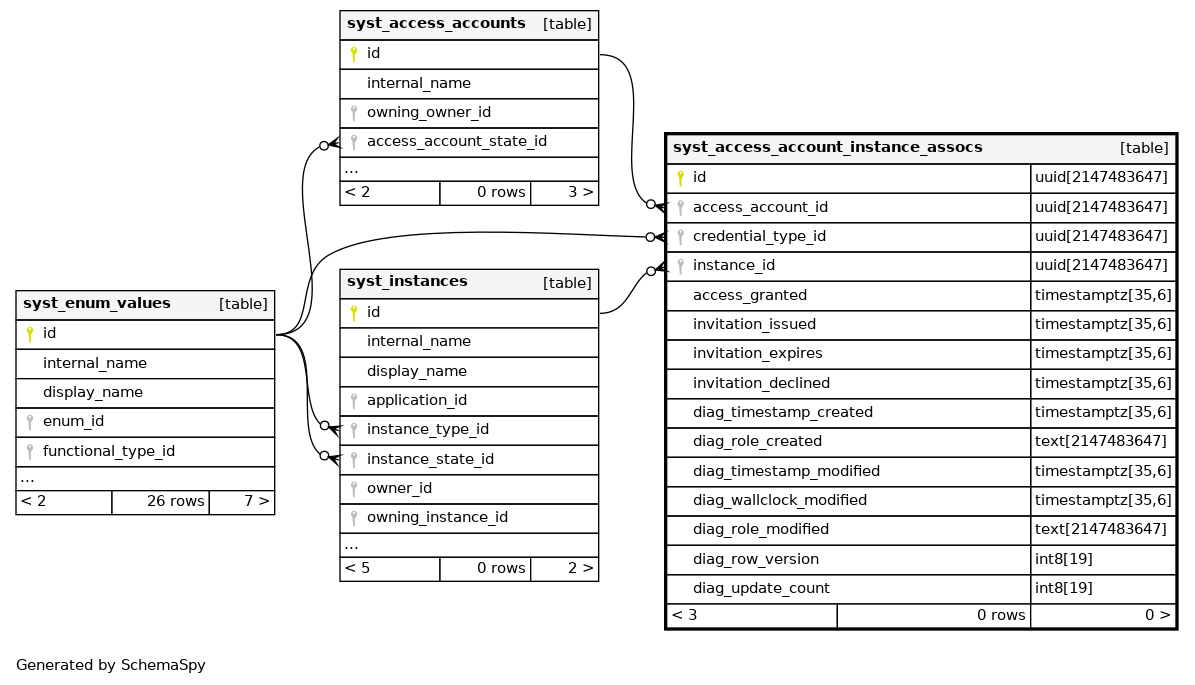 syst_access_accounts [table]
id
internal_name
owning_owner_id
access_account_state_id
...
< 2 0 rows 3 >
syst_access_account_instance_assocs [table]
id uuid[2147483647]
access_account_id uuid[2147483647]
credential_type_id uuid[2147483647]
instance_id uuid[2147483647]
access_granted timestamptz[35,6]
invitation_issued timestamptz[35,6]
invitation_expires timestamptz[35,6]
invitation_declined timestamptz[35,6]
diag_timestamp_created timestamptz[35,6]
diag_role_created text[2147483647]
diag_timestamp_modified timestamptz[35,6]
diag_wallclock_modified timestamptz[35,6]
diag_role_modified text[2147483647]
diag_row_version int8[19]
diag_update_count int8[19]
< 3 0 rows 0 >
syst_instances [table]
id
internal_name
display_name
application_id
instance_type_id
instance_state_id
owner_id
owning_instance_id
...
< 5 0 rows 2 >
syst_enum_values [table]
id
internal_name
display_name
enum_id
functional_type_id
...
< 2 26 rows 7 >
Generated by SchemaSpy